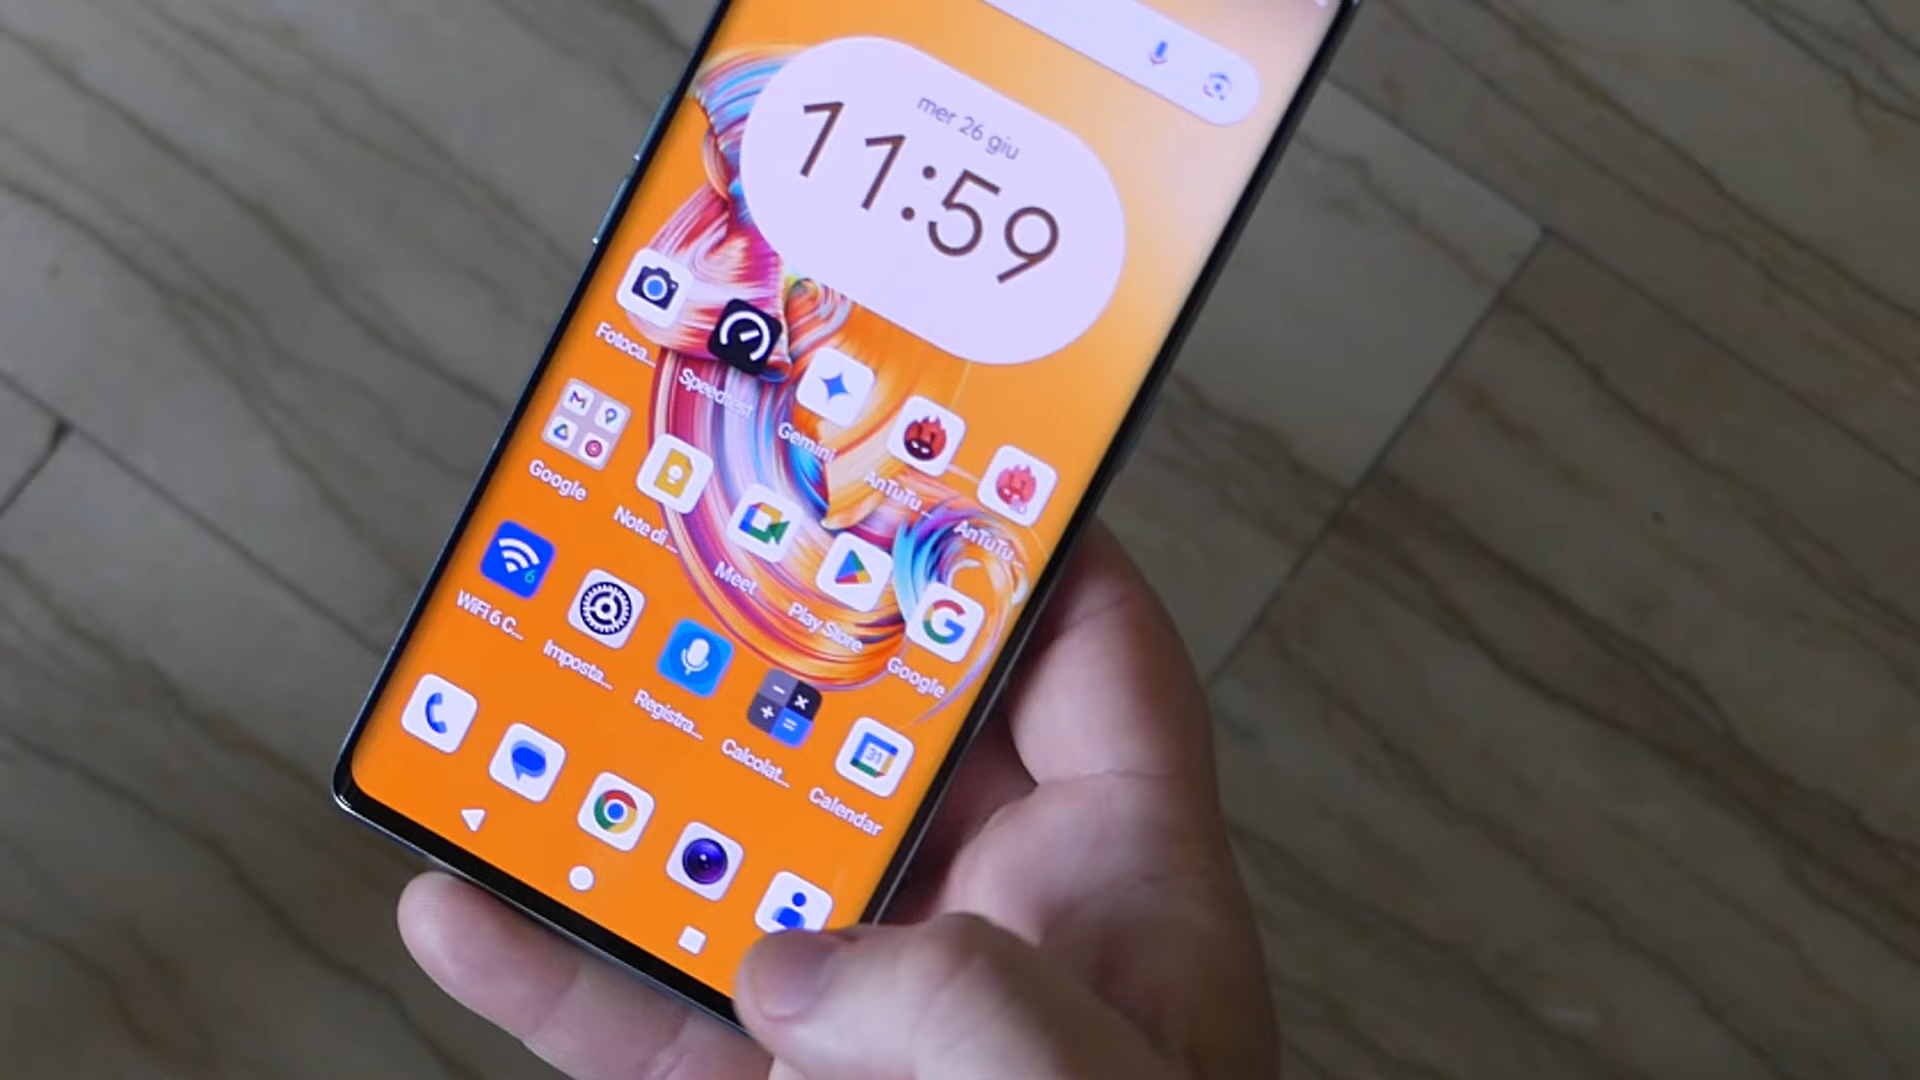 mer 26 giu
11:59
Fotoca...
Speedtest
Gemini
AnTuTu ...
AnTuTu...
Google
Note di ...
Meet
Play Store
Google
WiFi 6 C...
Imposta...
Registra...
Calcolat...
31
Calendar